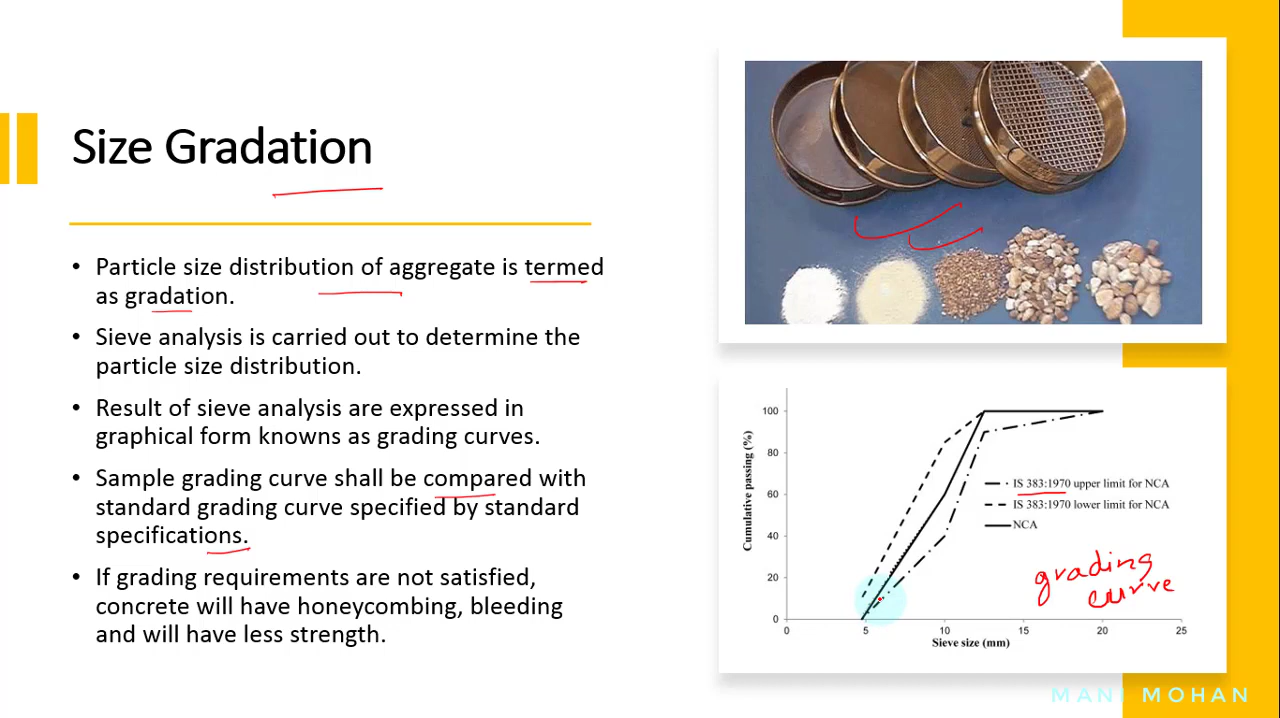 Size Gradation
• Particle size distribution of aggregate is termed
as gradation.
• Sieve analysis is carried out to determine the
particle size distribution.
• Result of sieve analysis are expressed in
graphical form knowns as grading curves.
• Sample grading curve shall be compared with
standard grading curve specified by standard
specifications.
• If grading requirements are not satisfied,
concrete will have honeycombing, bleeding
and will have less strength.
Cumulative passing (%)
100
80
60
40
20
0
0 5 10 15 20 25
Sieve size (mm)
IS 383:1970 upper limit for NCA
IS 383:1970 lower limit for NCA
NCA
grading
curve
MANI MOHAN